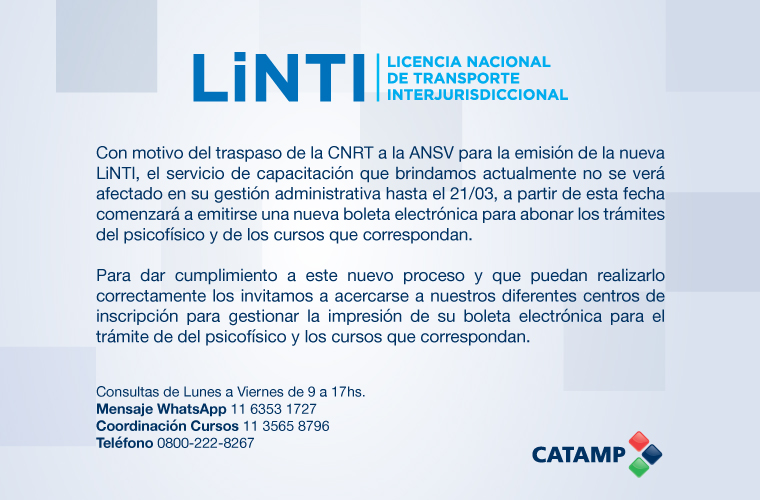 LiNTI
LICENCIA NACIONAL
DE TRANSPORTE
INTERJURISDICCIONAL
Con motivo del traspaso de la CNRT a la ANSV para la emisión de la nueva
LiNTI, el servicio de capacitación que brindamos actualmente no se verá
afectado en su gestión administrativa hasta el 21/03, a partir de esta fecha
comenzará a emitirse una nueva boleta electrónica para abonar los trámites
del psicofísico y de los cursos que correspondan.
Para dar cumplimiento a este nuevo proceso y que puedan realizarlo
correctamente los invitamos a acercarse a nuestros diferentes centros de
inscripción para gestionar la impresión de su boleta electrónica para el
trámite de del psicofísico y los cursos que correspondan.
Consultas de Lunes a Viernes de 9 a 17hs.
Mensaje WhatsApp 11 6353 1727
Coordinación Cursos 11 3565 8796
Teléfono 0800-222-8267
CATAMP